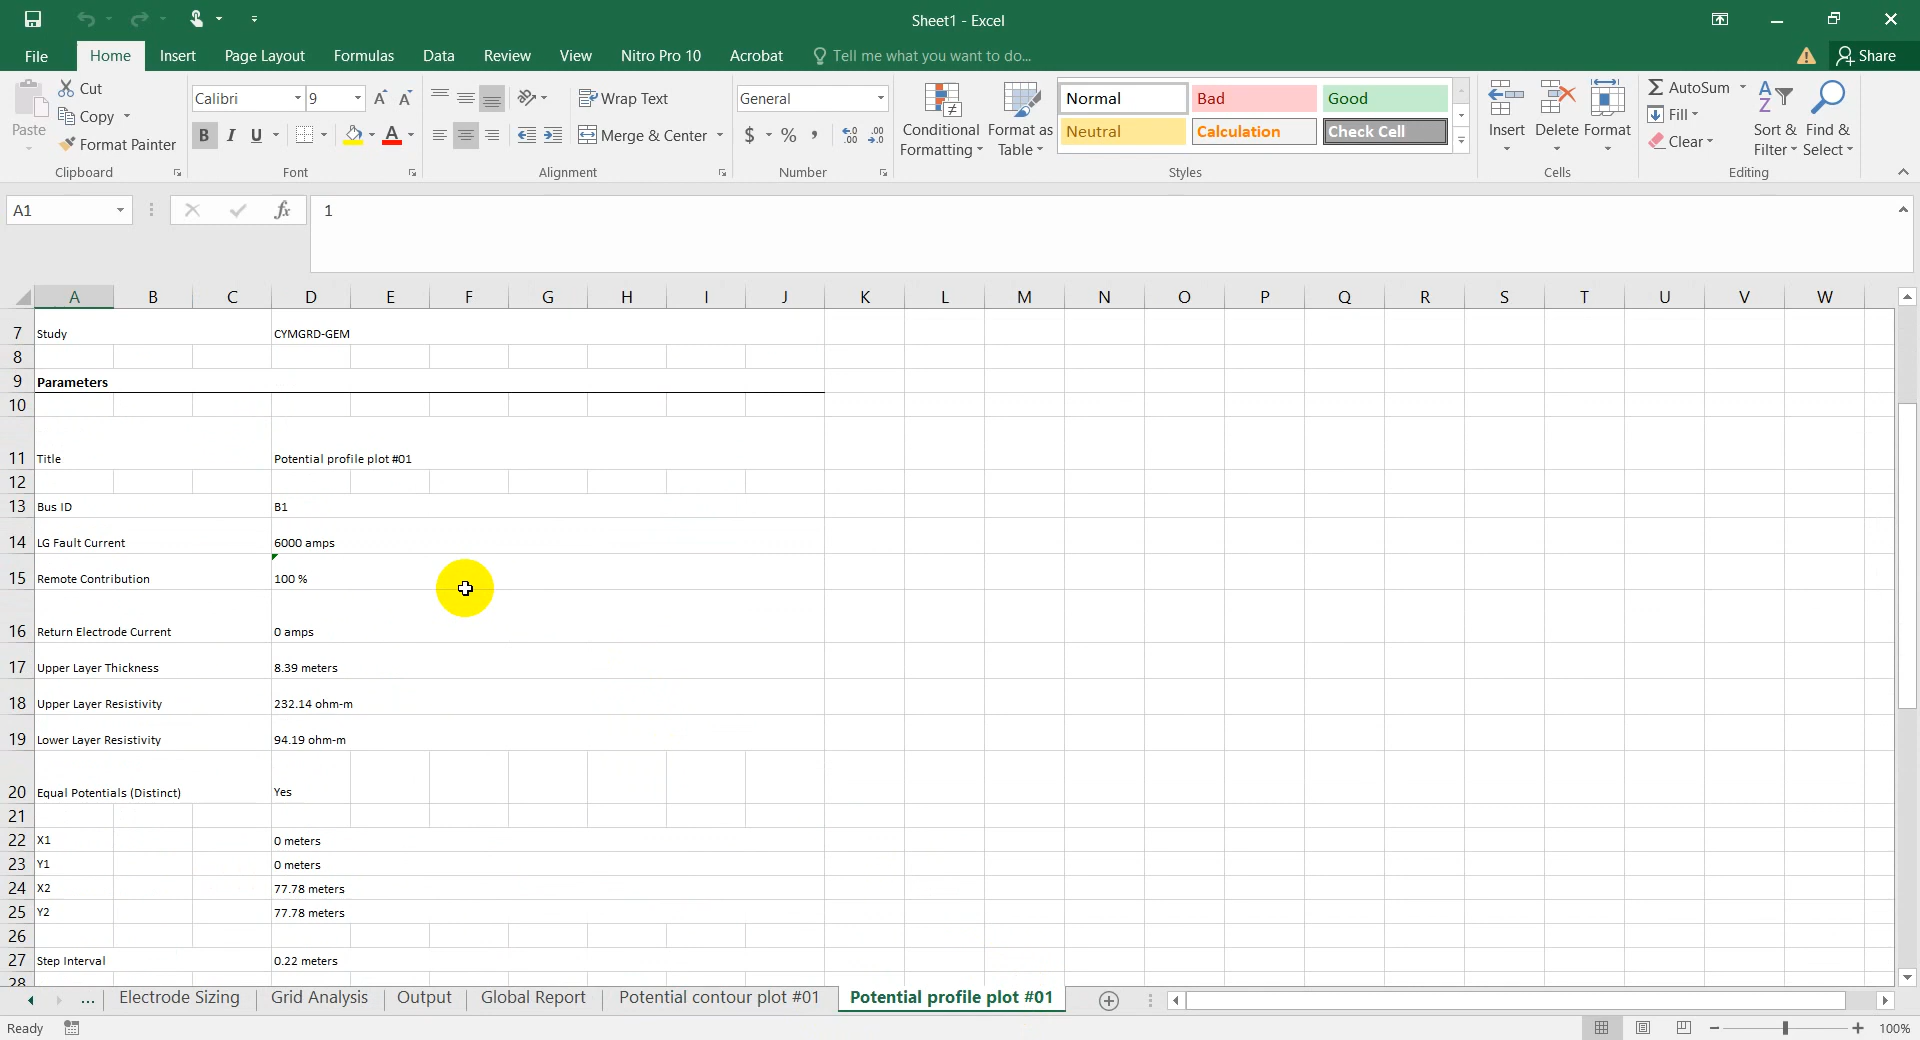 Sheet1 - Excel
File Home Insert Page Layout Formulas Data Review View Nitro Pro 10 Acrobat Tell me what you want to do... Share
Paste
Cut
Copy
Format Painter
Clipboard
Calibri 9
B I U
Font
Wrap Text
Merge & Center
Alignment
General
$ % ,
Number
Conditional Formatting
Format as Table
Normal Bad Good
Neutral Calculation Check Cell
Styles
Insert Delete Format
Cells
AutoSum
Fill
Clear
Sort & Filter
Find & Select
Editing
A1 fx 1
A B C D E F G H I J K L M N O P Q R S T U V W
7 Study CYMGRD-GEM
8
9 Parameters
10
11 Title Potential profile plot #01
12
13 Bus ID B1
14 LG Fault Current 6000 amps
15 Remote Contribution 100 %
16 Return Electrode Current 0 amps
17 Upper Layer Thickness 8.39 meters
18 Upper Layer Resistivity 232.14 ohm-m
19 Lower Layer Resistivity 94.19 ohm-m
20 Equal Potentials (Distinct) Yes
21
22 X1 0 meters
23 Y1 0 meters
24 X2 77.78 meters
25 Y2 77.78 meters
26
27 Step Interval 0.22 meters
28
... Electrode Sizing Grid Analysis Output Global Report Potential contour plot #01 Potential profile plot #01
Ready 100%